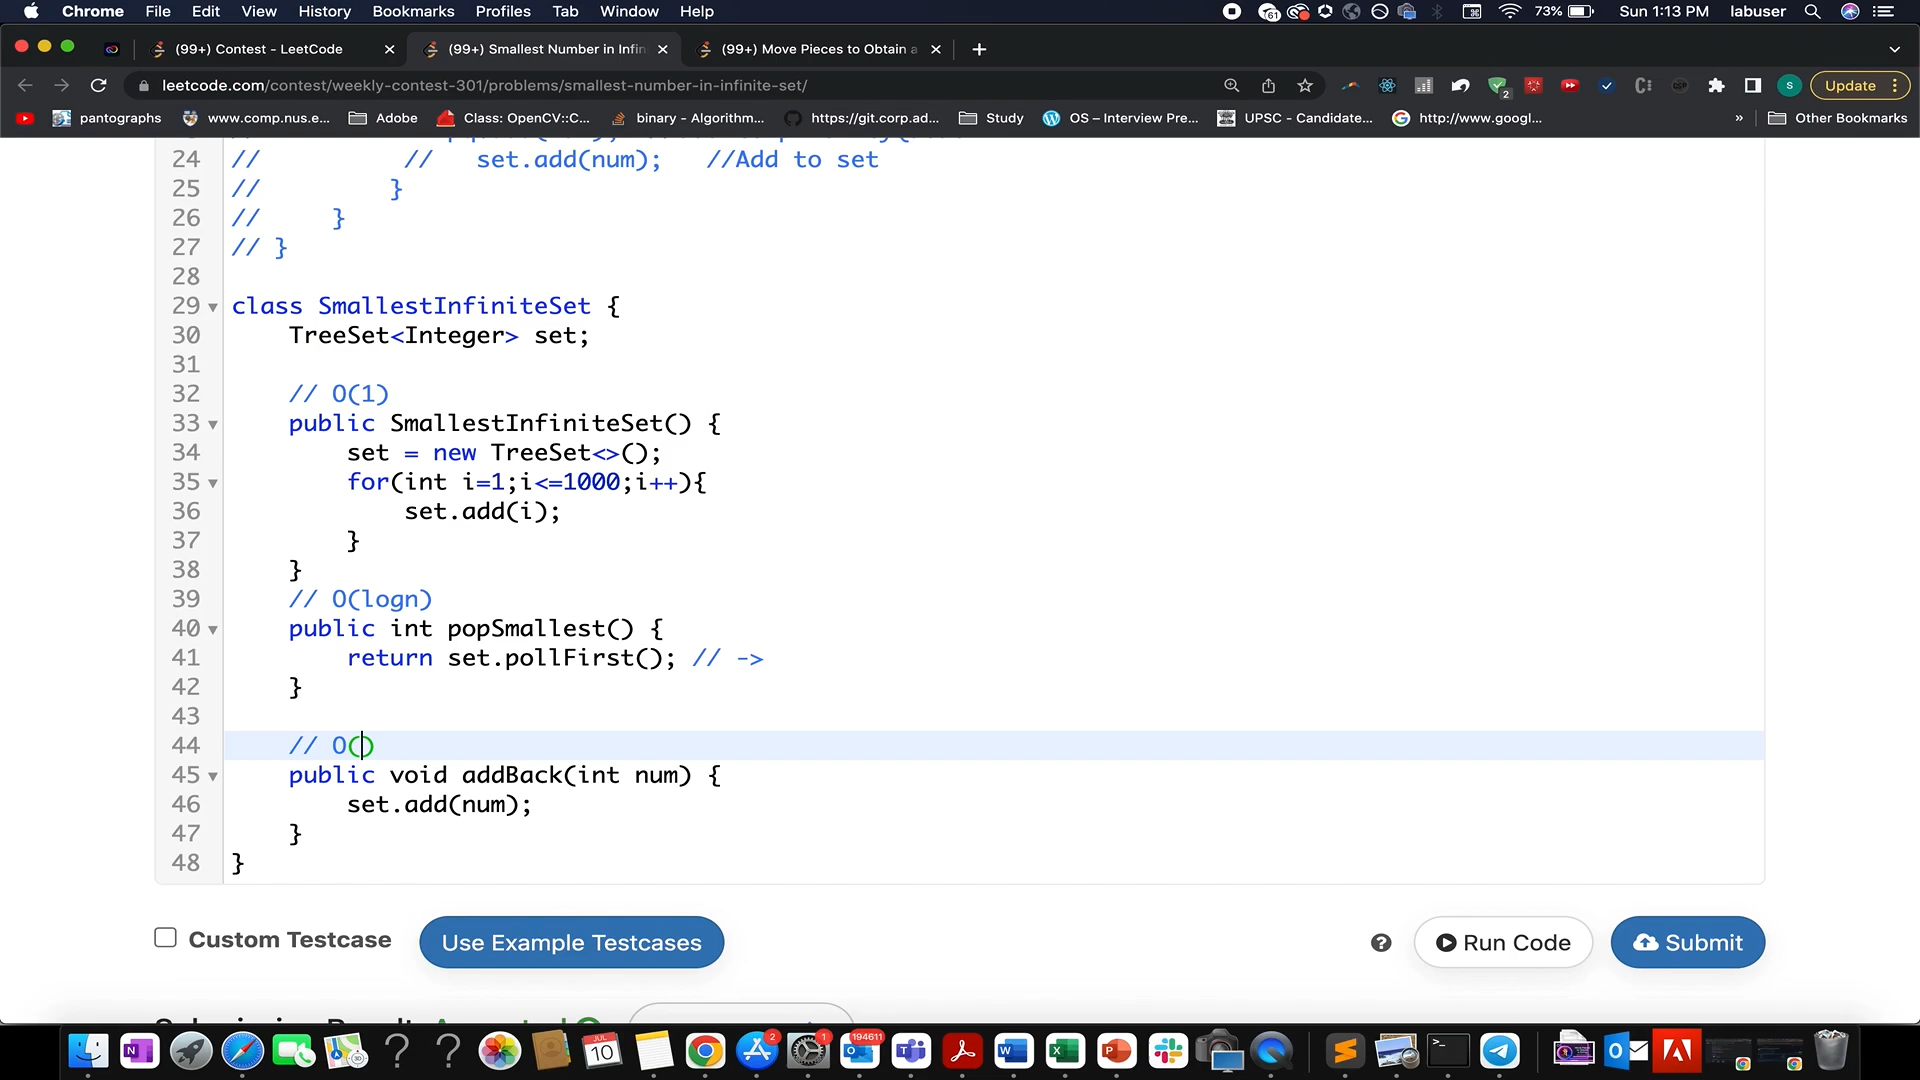 Chrome File Edit View History Bookmarks Profiles Tab Window Help
61 73% Sun 1:13 PM labuser
(99+) Contest - LeetCode
(99+) Smallest Number in Infin
(99+) Move Pieces to Obtain a
leetcode.com/contest/weekly-contest-301/problems/smallest-number-in-infinite-set/
2 S Update
pantographs www.comp.nus.e... Adobe Class: OpenCV::C... binary - Algorithm... https://git.corp.ad... Study OS – Interview Pre... UPSC - Candidate... http://www.googl... » Other Bookmarks
24 // // set.add(num); //Add to set
25 // }
26 // }
27 // }
28
29 class SmallestInfiniteSet {
30 TreeSet<Integer> set;
31
32 // O(1)
33 public SmallestInfiniteSet() {
34 set = new TreeSet<>();
35 for(int i=1;i<=1000;i++){
36 set.add(i);
37 }
38 }
39 // O(logn)
40 public int popSmallest() {
41 return set.pollFirst(); // ->
42 }
43
44 // O()
45 public void addBack(int num) {
46 set.add(num);
47 }
48 }
Custom Testcase
Use Example Testcases
? Run Code
Submit
JUL 10
2
1
194611